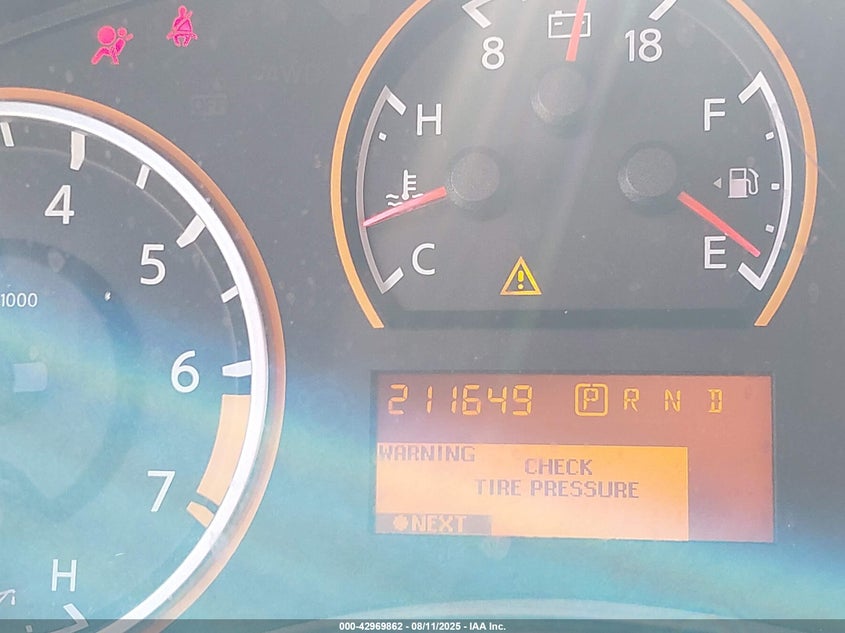 8 18
H F
4
C E
5
1000
6
7
H
211649 P R N D
WARNING
CHECK
TIRE PRESSURE
NEXT
000-42969862 - 08/11/2025 - IAA Inc.